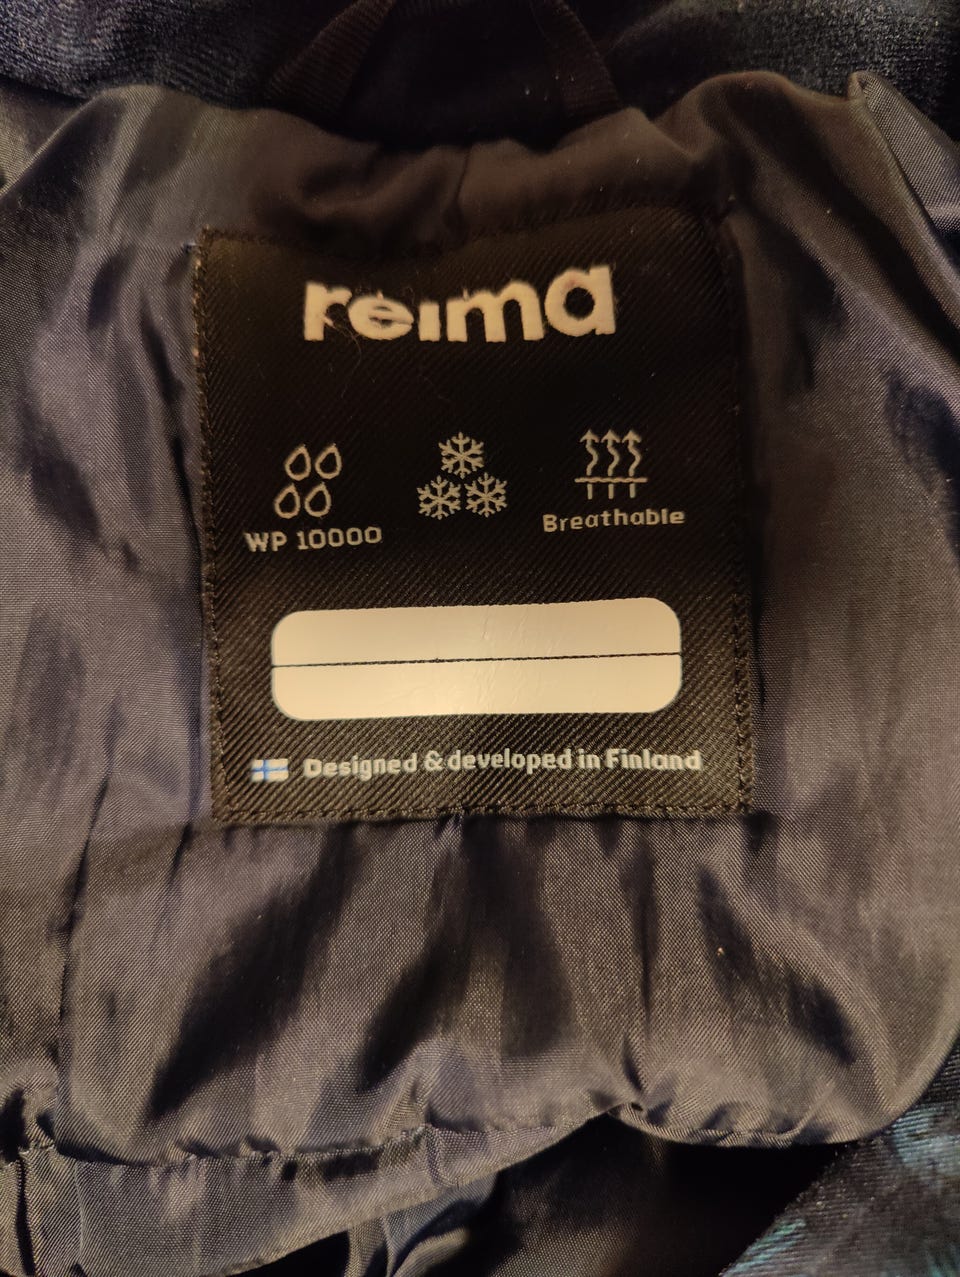 reima
WP 10000
Breathable
Designed & developed in Finland